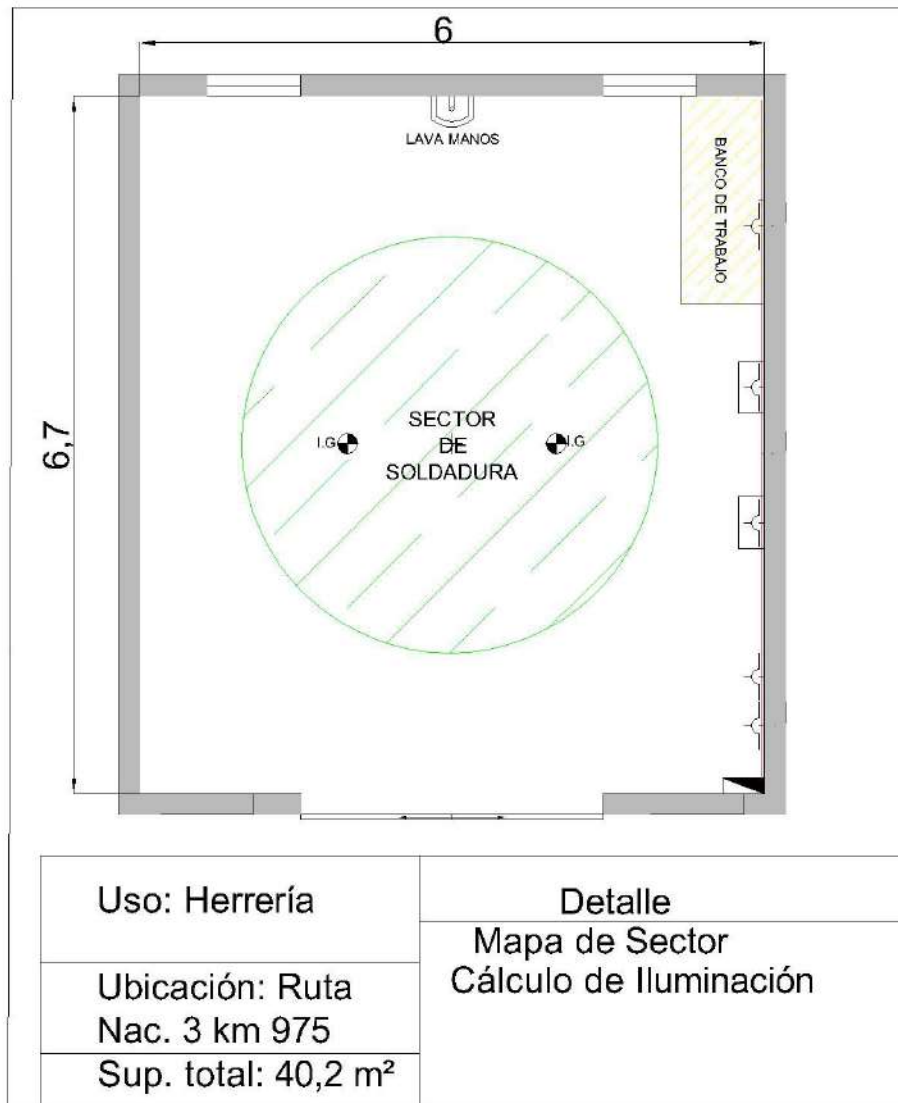 6
LAVA MANOS
BANCO DE TRABAJO
6,7
I.G
SECTOR
DE
SOLDADURA
I.G
Uso: Herrería
Detalle
Mapa de Sector
Cálculo de Iluminación
Ubicación: Ruta
Nac. 3 km 975
Sup. total: 40,2 m²